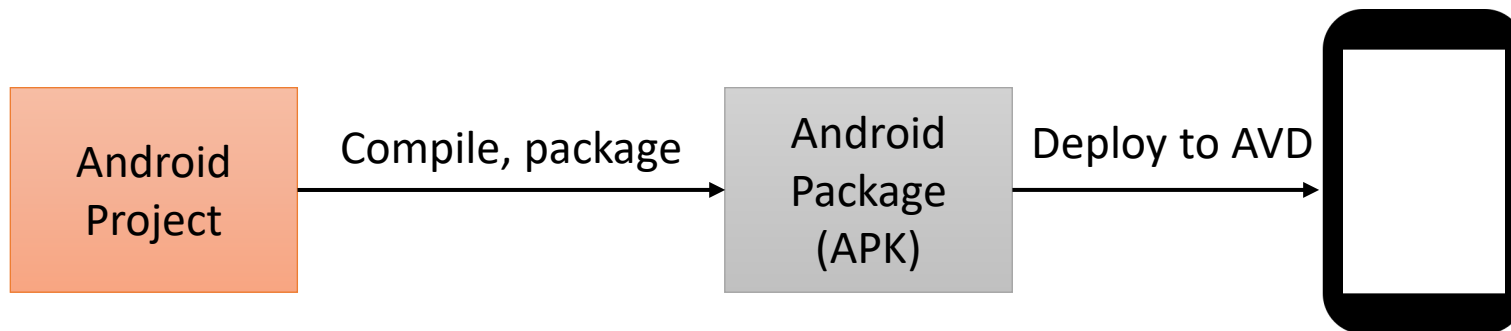 Android
Project
Compile, package
Android
Package
(APK)
Deploy to AVD